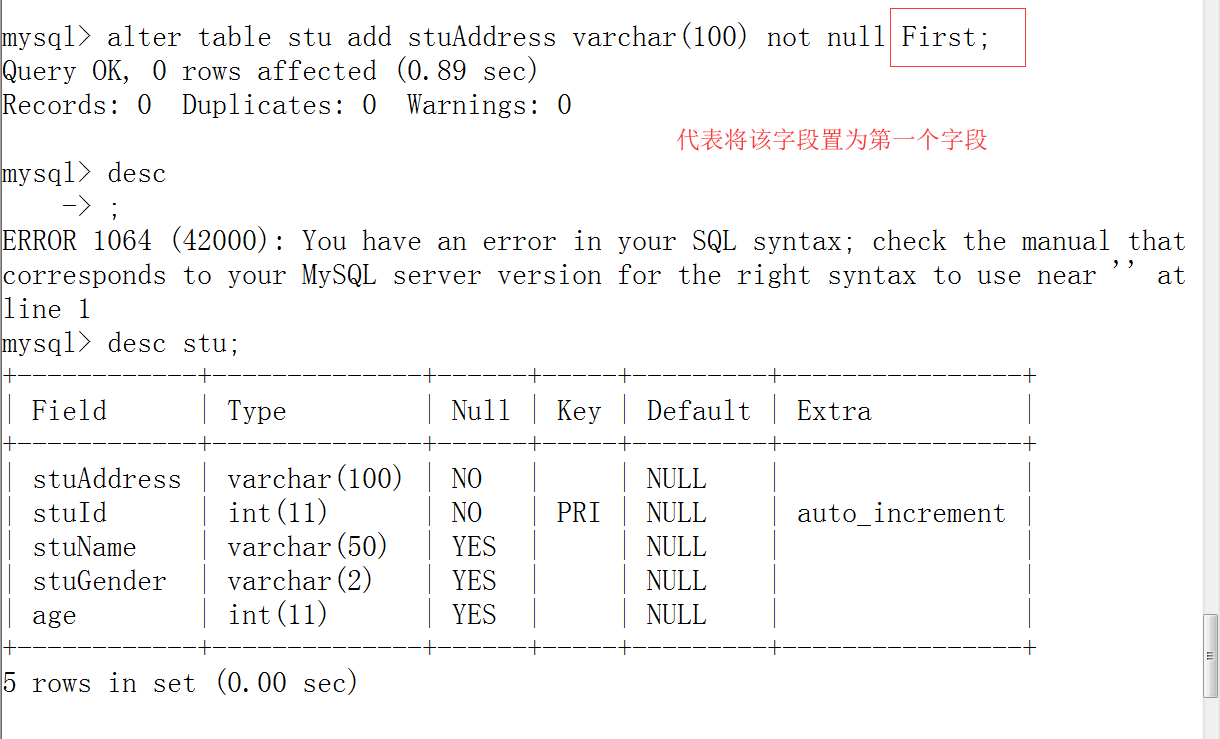 mysql> alter table stu add stuAddress varchar(100) not null First;
Query OK, 0 rows affected (0.89 sec)
Records: 0  Duplicates: 0  Warnings: 0
代表将该字段置为第一个字段
mysql> desc
    -> ;
ERROR 1064 (42000): You have an error in your SQL syntax; check the manual that
corresponds to your MySQL server version for the right syntax to use near '' at
line 1
mysql> desc stu;
+------------+--------------+------+-----+---------+----------------+
| Field      | Type         | Null | Key | Default | Extra          |
+------------+--------------+------+-----+---------+----------------+
| stuAddress | varchar(100) | NO   |     | NULL    |                |
| stuId      | int(11)      | NO   | PRI | NULL    | auto_increment |
| stuName    | varchar(50)  | YES  |     | NULL    |                |
| stuGender  | varchar(2)   | YES  |     | NULL    |                |
| age        | int(11)      | YES  |     | NULL    |                |
+------------+--------------+------+-----+---------+----------------+
5 rows in set (0.00 sec)